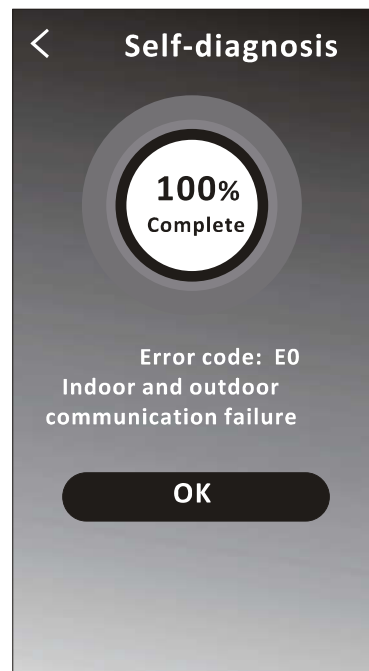 Self-diagnosis
100%
Complete
Error code: E0
Indoor and outdoor
communication failure
OK